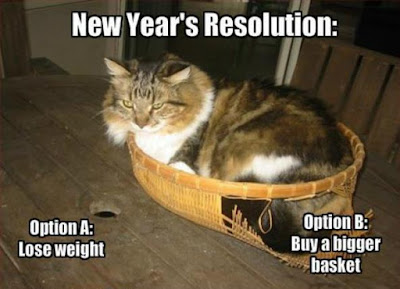 New Year's Resolution:
Option A:
Lose weight
Option B:
Buy a bigger
basket